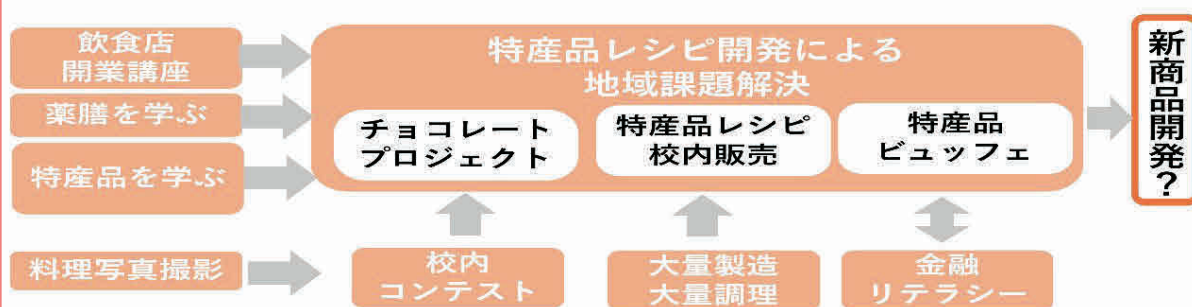 飲食店
開業講座
薬膳を学ぶ
特産品を学ぶ
料理写真撮影
特産品レシピ開発による
地域課題解決
チョコレート
プロジェクト
特産品レシピ
校内販売
特産品
ビュッフェ
校内
コンテスト
大量製造
大量調理
金融
リテラシー
新商品開発？